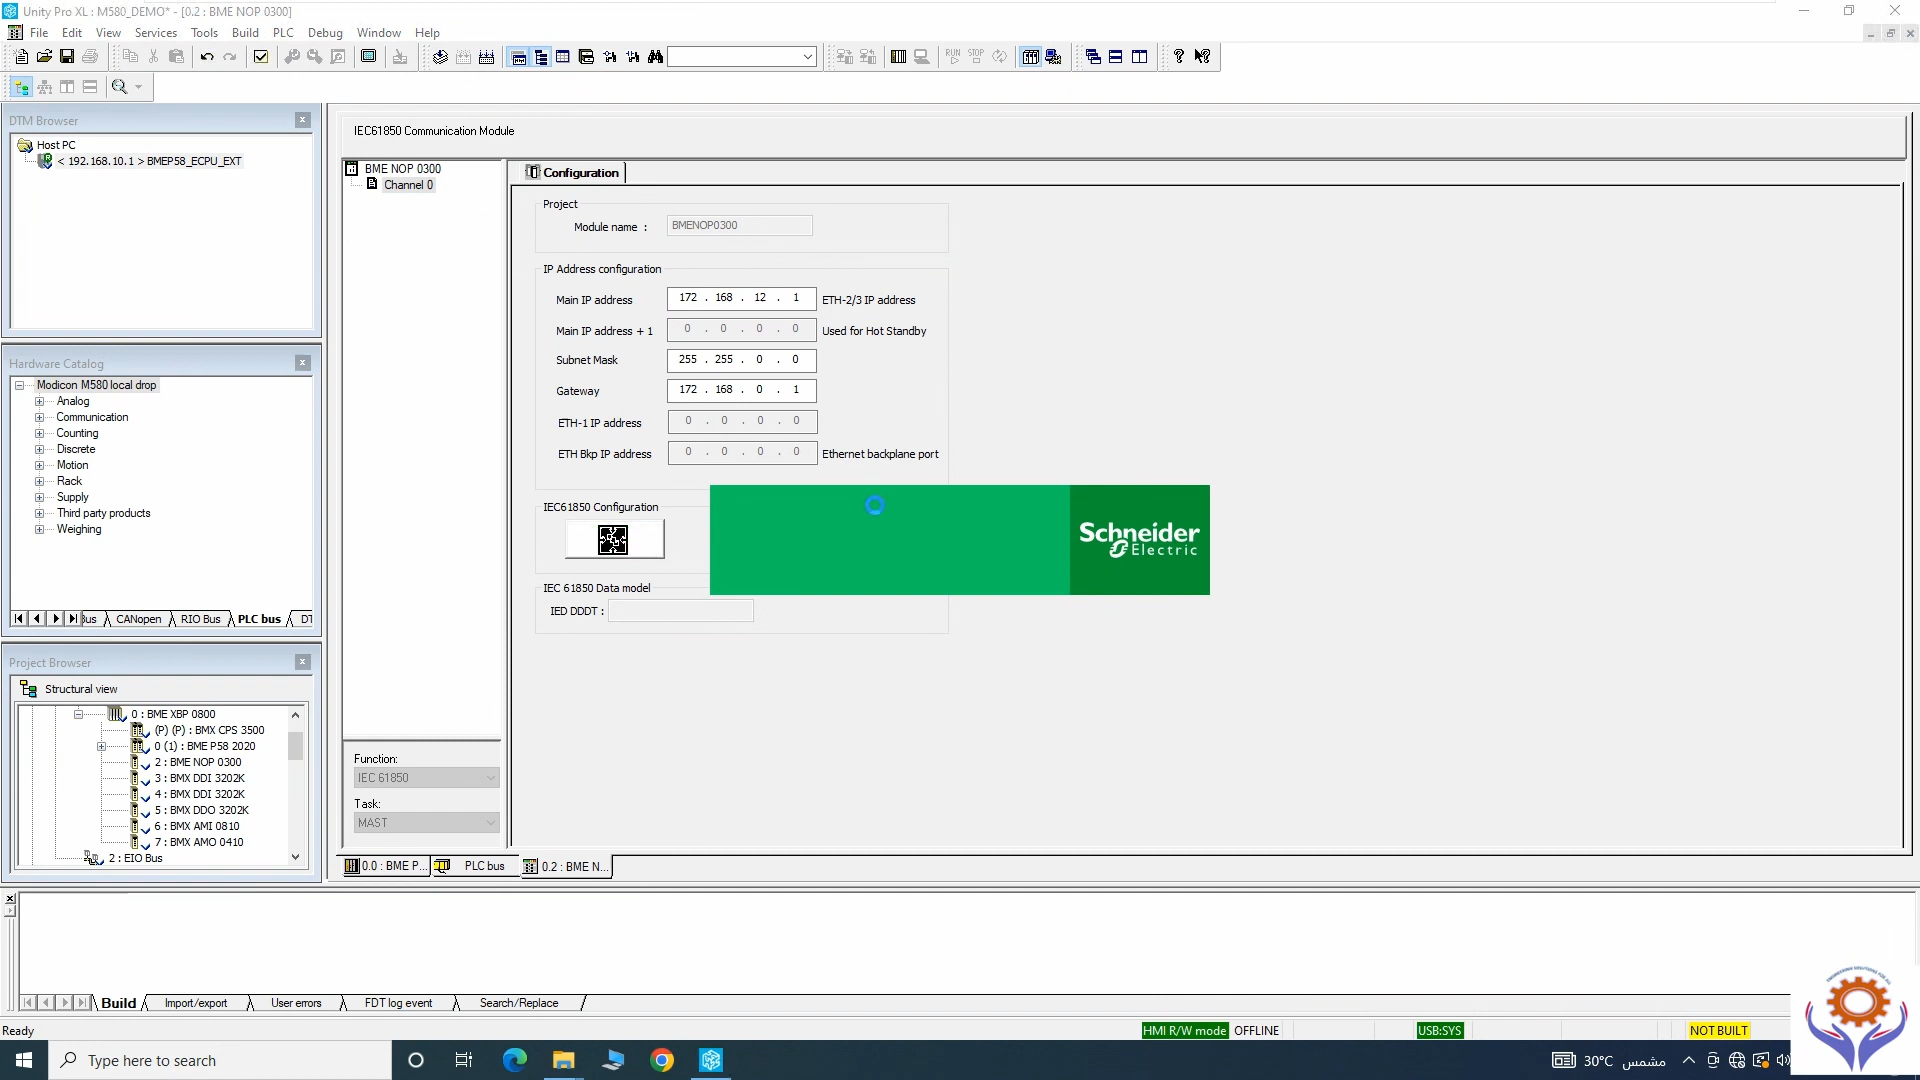 Unity Pro XL : M580_DEMO* - [0.2 : BME NOP 0300]
File Edit View Services Tools Build PLC Debug Window Help
RUN STOP
DTM Browser
Host PC
< 192.168.10.1 > BMEP58_ECPU_EXT
Hardware Catalog
Modicon M580 local drop
Analog
Communication
Counting
Discrete
Motion
Rack
Supply
Third party products
Weighing
Bus CANopen RIO Bus PLC bus DT
Project Browser
Structural view
0 : BME XBP 0800
(P) (P) : BMX CPS 3500
0 (1) : BME P58 2020
2 : BME NOP 0300
3 : BMX DDI 3202K
4 : BMX DDI 3202K
5 : BMX DDO 3202K
6 : BMX AMI 0810
7 : BMX AMO 0410
2 : EIO Bus
IEC61850 Communication Module
BME NOP 0300
Channel 0
Function:
IEC 61850
Task:
MAST
Configuration
Project
Module name : BMENOP0300
IP Address configuration
Main IP address 172 . 168 . 12 . 1 ETH-2/3 IP address
Main IP address + 1 0 . 0 . 0 . 0 Used for Hot Standby
Subnet Mask 255 . 255 . 0 . 0
Gateway 172 . 168 . 0 . 1
ETH-1 IP address 0 . 0 . 0 . 0
ETH Bkp IP address 0 . 0 . 0 . 0 Ethernet backplane port
IEC61850 Configuration
Schneider
Electric
IEC 61850 Data model
IED DDDT :
0.0 : BME P... PLC bus 0.2 : BME N...
Build Import/export User errors FDT log event Search/Replace
Ready HMI R/W mode OFFLINE USB:SYS NOT BUILT
Type here to search 30°C مشمس